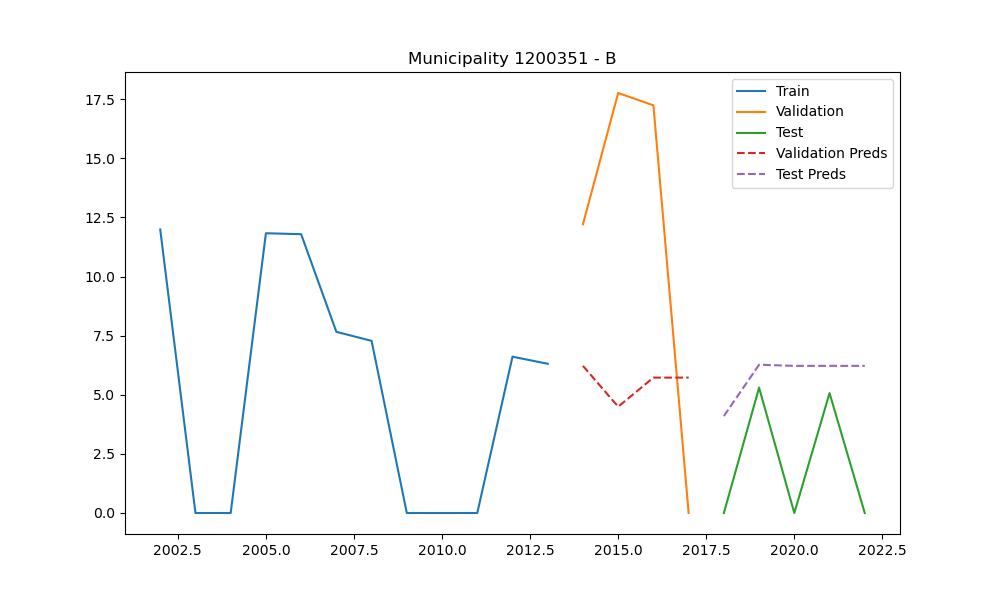 Municipality 1200351 - B
Train
Validation
Test
Validation Preds
Test Preds
17.5
15.0
12.5
10.0
7.5
5.0
2.5
0.0
2002.5 2005.0 2007.5 2010.0 2012.5 2015.0 2017.5 2020.0 2022.5